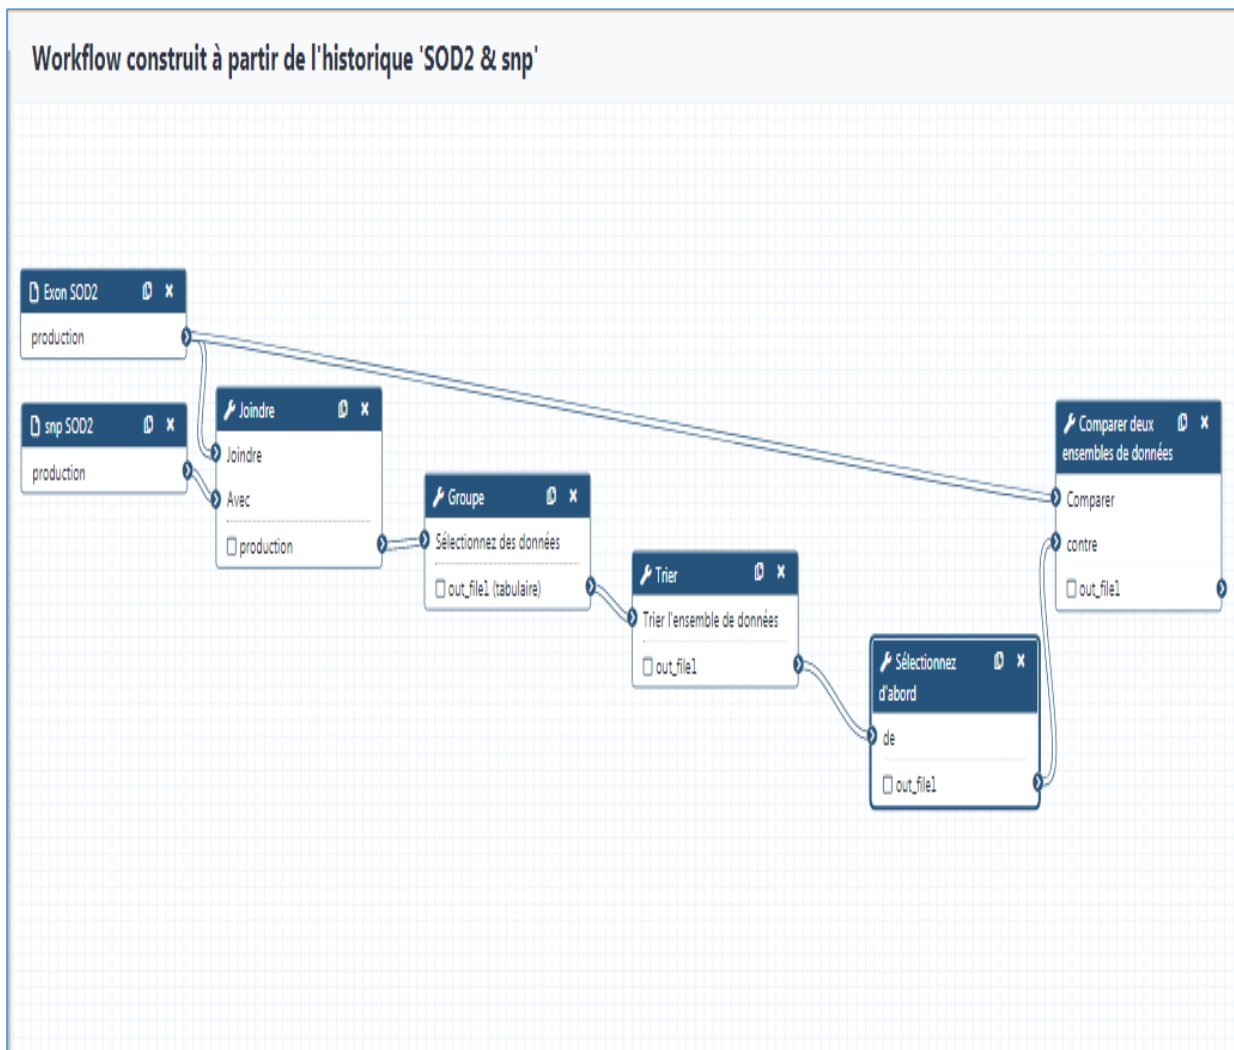 Workflow construit à partir de l'historique 'SOD2 & snp'
Exon SOD2
production
snp SOD2
production
Joindre
Joindre
Avec
production
Groupe
Sélectionnez des données
out_file1 (tabulaire)
Trier
Trier l'ensemble de données
out_file1
Sélectionnez
d'abord
de
out_file1
Comparer deux
ensembles de données
Comparer
contre
out_file1